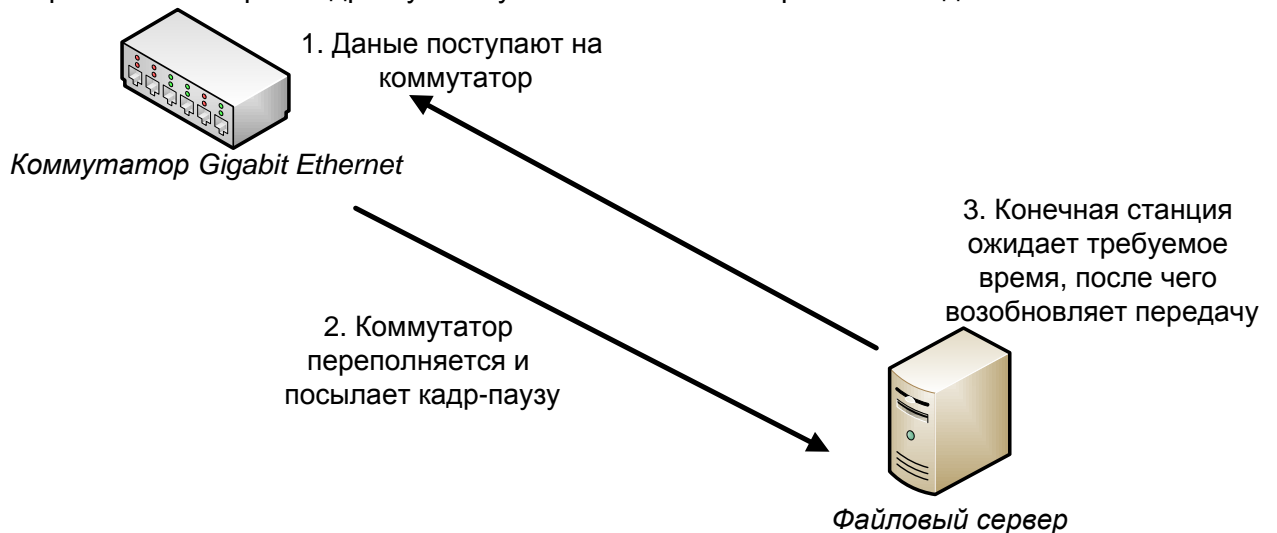 1. Даные поступают на
коммутатор
Коммутатор Gigabit Ethernet
3. Конечная станция
ожидает требуемое
время, после чего
возобновляет передачу
2. Коммутатор
переполняется и
посылает кадр-паузу
Файловый сервер